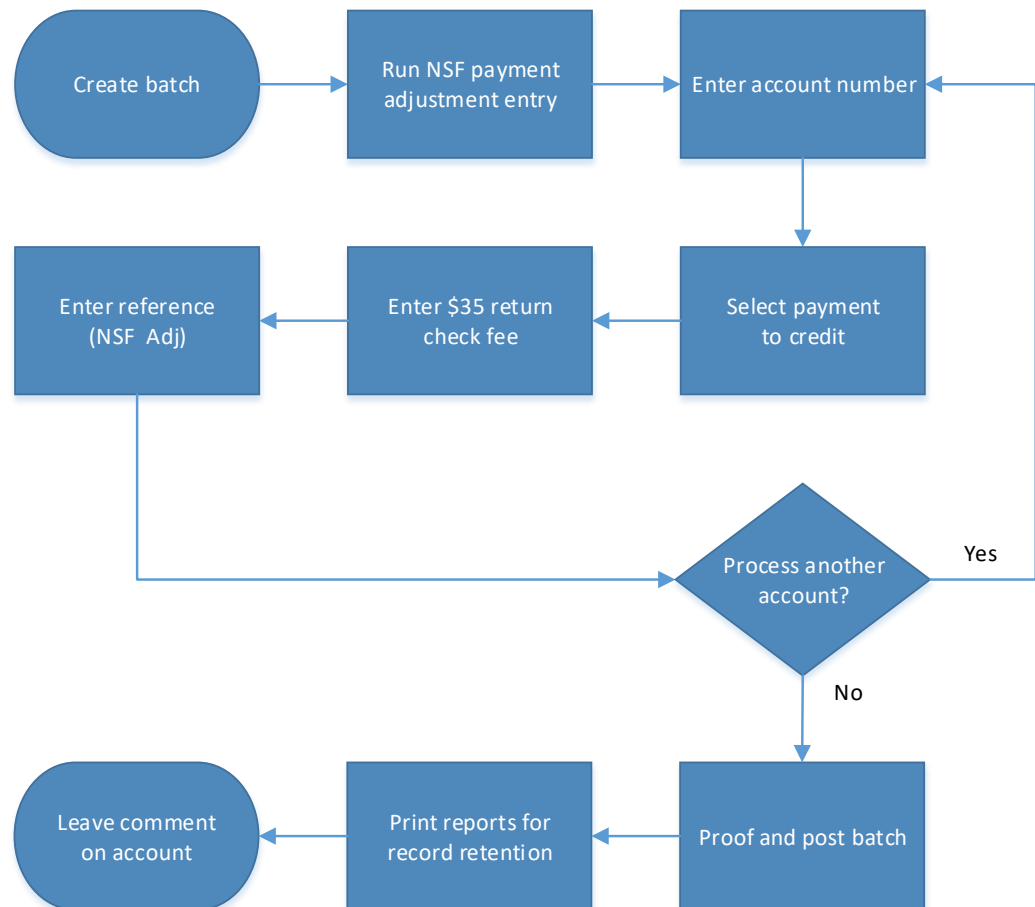 Create batch
Run NSF payment
adjustment entry
Enter account number
Enter reference
(NSF Adj)
Enter $35 return
check fee
Select payment
to credit
Process another
account?
Yes
No
Leave comment
on account
Print reports for
record retention
Proof and post batch